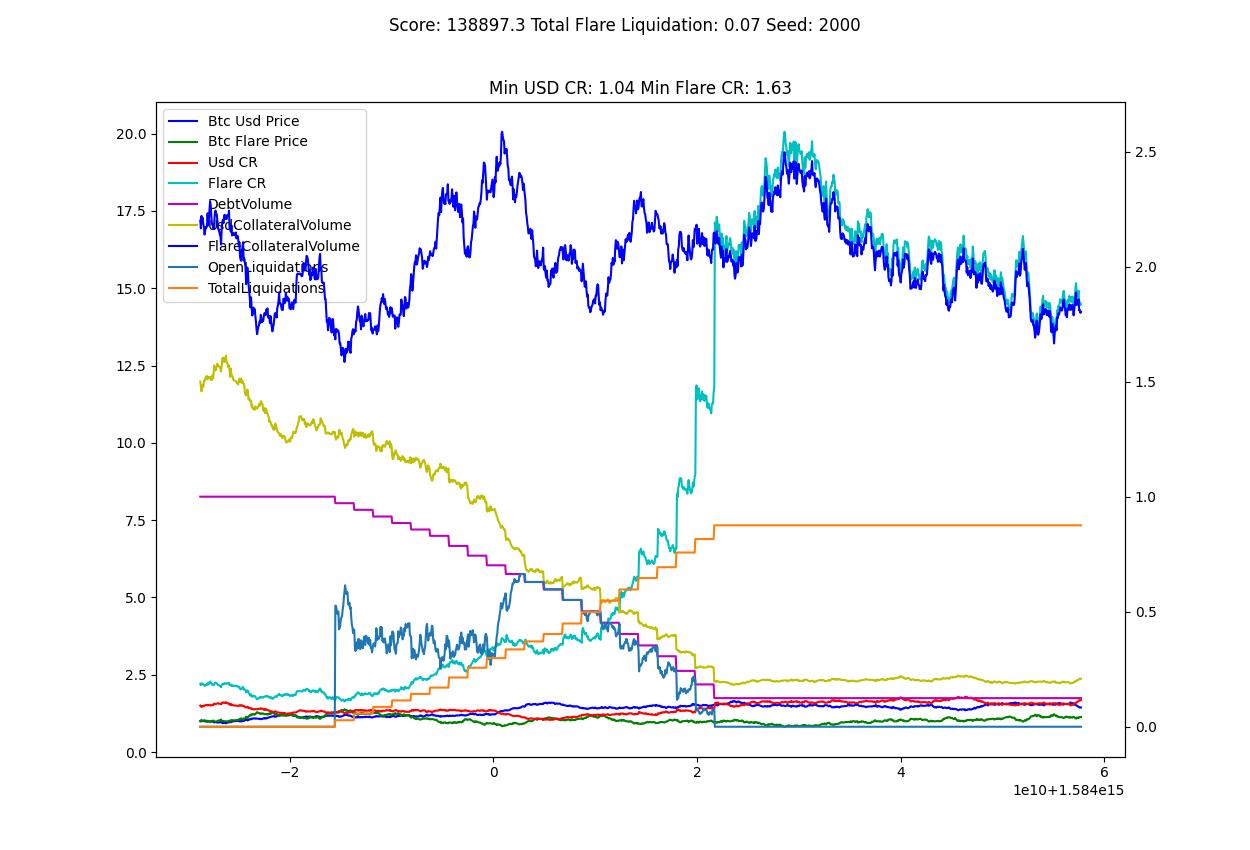 Score: 138897.3 Total Flare Liquidation: 0.07 Seed: 2000
Min USD CR: 1.04 Min Flare CR: 1.63
Btc Usd Price
Btc Flare Price
Usd CR
Flare CR
DebtVolume
UsdCollateralVolume
FlareCollateralVolume
OpenLiquidations
TotalLiquidations
20.0
17.5
15.0
12.5
10.0
7.5
5.0
2.5
0.0
2.5
2.0
1.5
1.0
0.5
0.0
−2
0
2
4
6
1e10+1.584e15